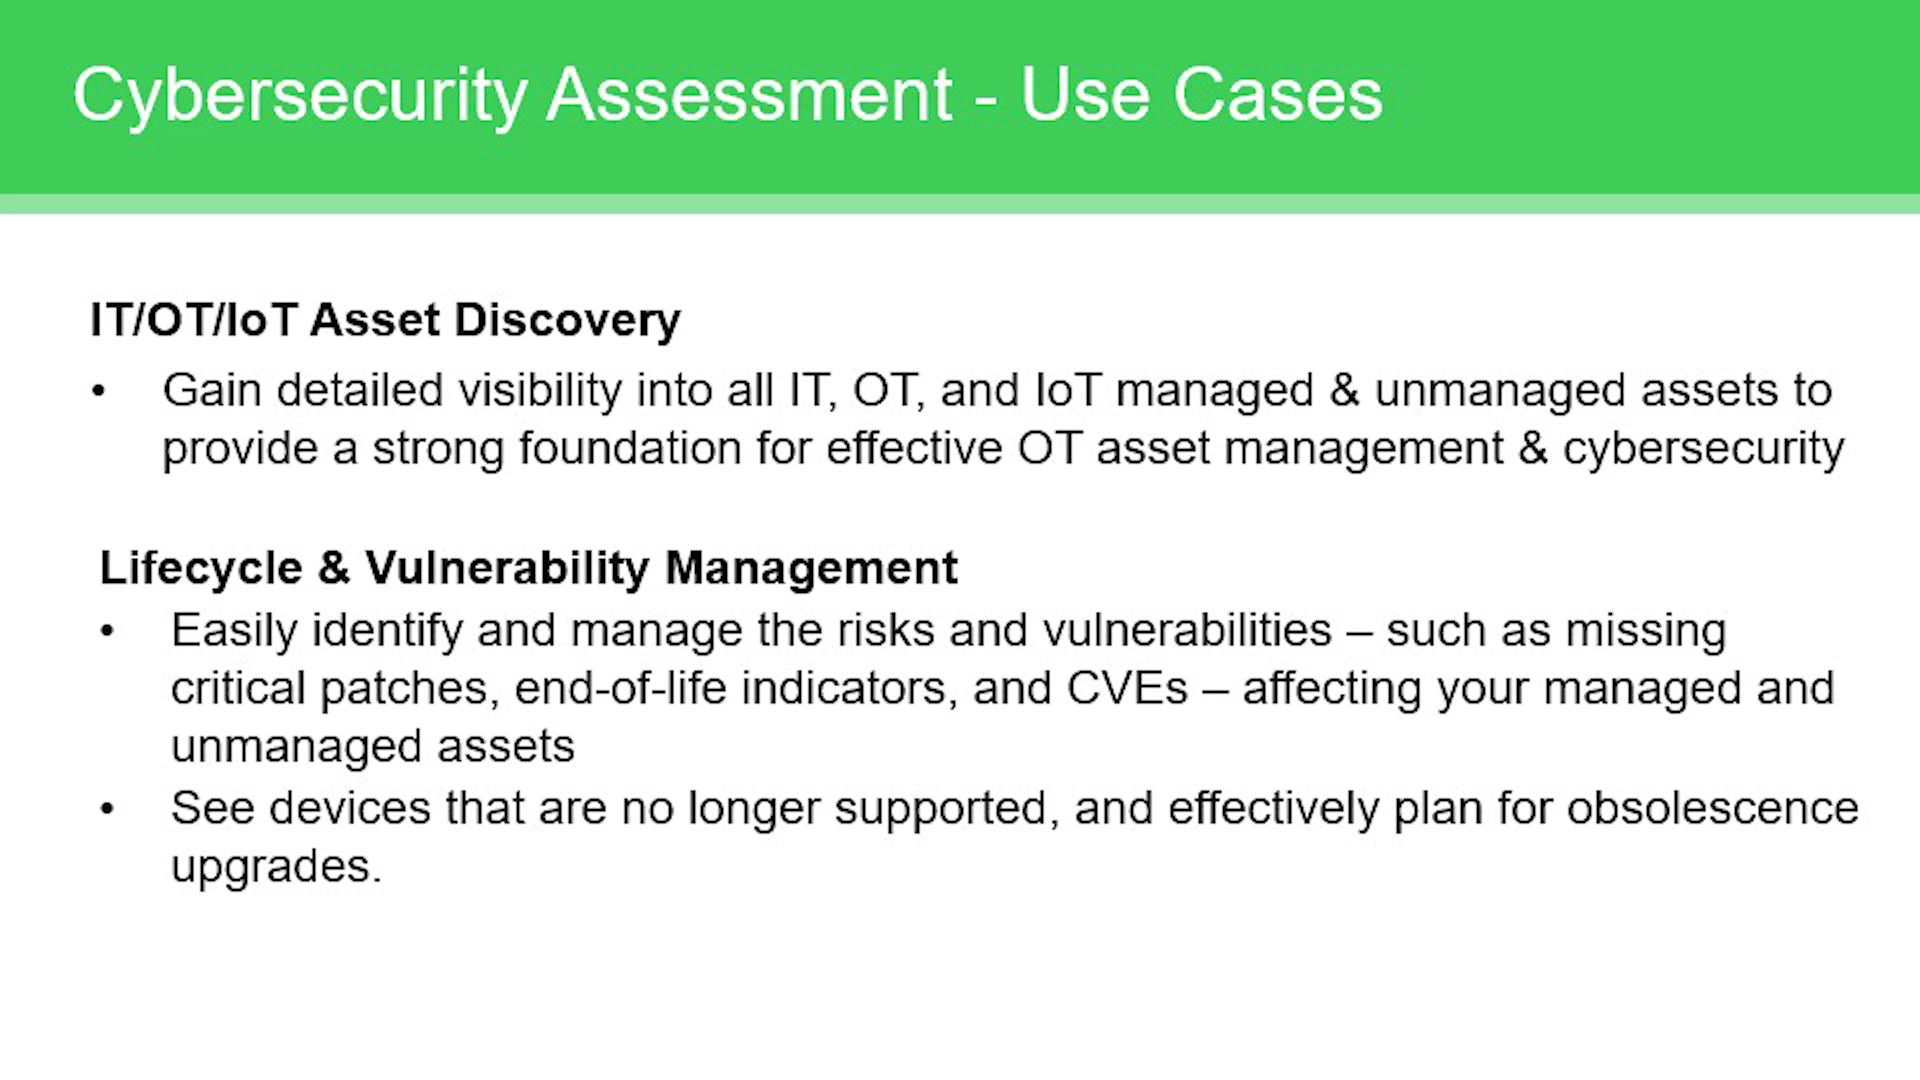 Cybersecurity Assessment - Use Cases
IT/OT/IoT Asset Discovery
• Gain detailed visibility into all IT, OT, and IoT managed & unmanaged assets to
provide a strong foundation for effective OT asset management & cybersecurity
Lifecycle & Vulnerability Management
• Easily identify and manage the risks and vulnerabilities – such as missing
critical patches, end-of-life indicators, and CVEs – affecting your managed and
unmanaged assets
• See devices that are no longer supported, and effectively plan for obsolescence
upgrades.